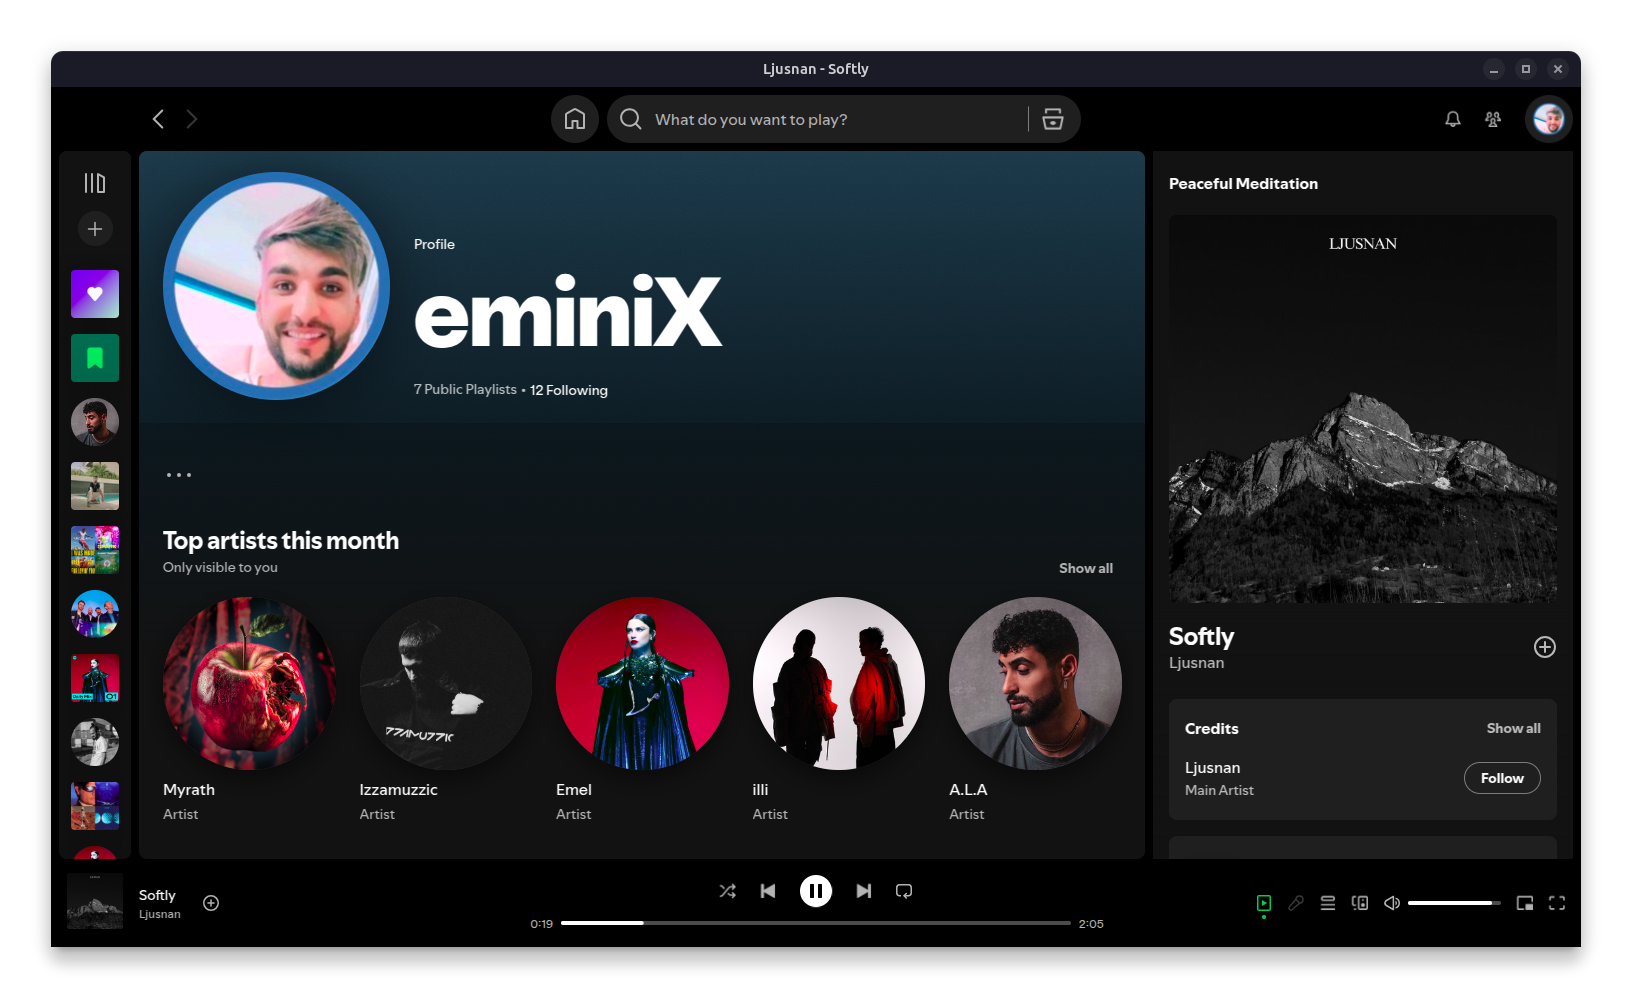 Ljusnan - Softly
What do you want to play?
Profile
eminiX
7 Public Playlists • 12 Following
Top artists this month
Only visible to you
Show all
Myrath
Artist
Izzamuzzic
Artist
Emel
Artist
illi
Artist
A.L.A
Artist
Peaceful Meditation
LJUSNAN
Softly
Ljusnan
Credits
Show all
Ljusnan
Main Artist
Follow
Softly
Ljusnan
0:19
2:05